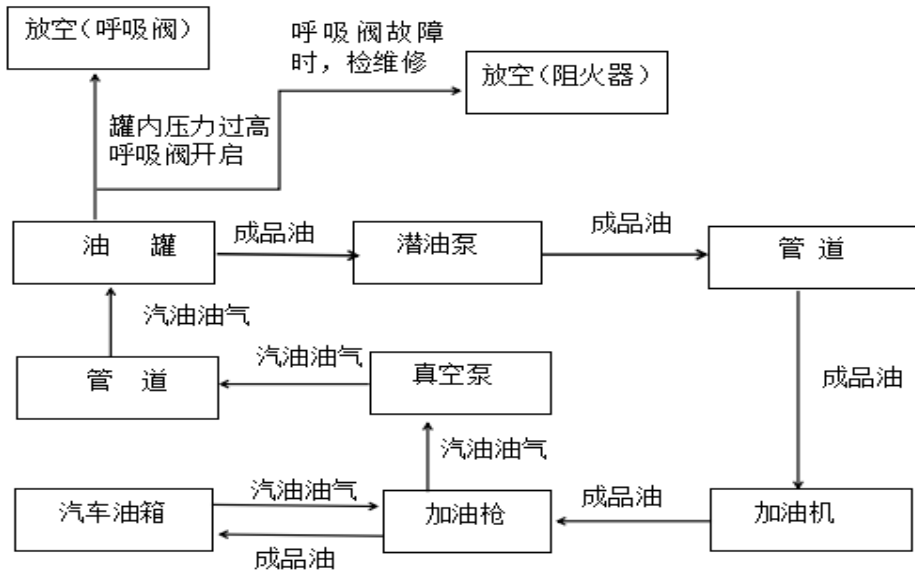 放空（呼吸阀）
呼吸阀故障
时，检维修
放空（阻火器）
罐内压力过高
呼吸阀开启
油 罐
成品油
潜油泵
成品油
管 道
汽油油气
管 道
汽油油气
真空泵
成品油
汽油油气
汽车油箱
汽油油气
成品油
加油枪
成品油
加油机